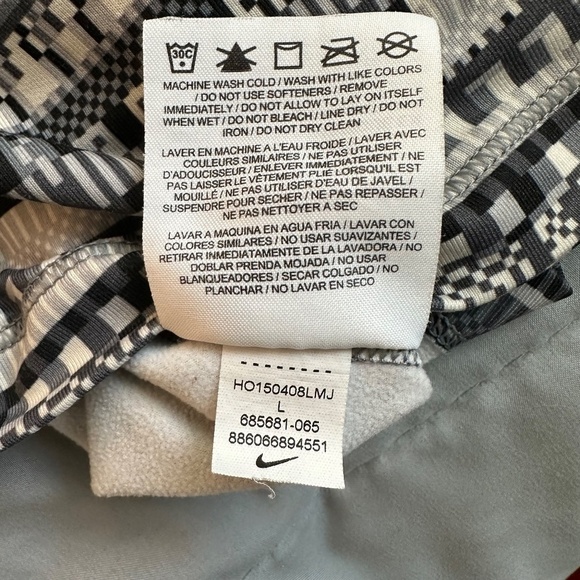 30C
MACHINE WASH COLD / WASH WITH LIKE COLORS
/ DO NOT USE SOFTENERS / REMOVE
IMMEDIATELY / DO NOT ALLOW TO LAY ON ITSELF
WHEN WET / DO NOT BLEACH / LINE DRY / DO NOT
IRON / DO NOT DRY CLEAN
LAVER EN MACHINE A L'EAU FROIDE / LAVER AVEC
COULEURS SIMILAIRES / NE PAS UTILISER
D'ADOUCISSEUR / ENLEVER IMMEDIATEMENT / NE
PAS LAISSER LE VÊTEMENT PLIÉ LORSQU'IL EST
MOUILLÉ / NE PAS UTILISER D'EAU DE JAVEL /
SUSPENDRE POUR SECHER / NE PAS REPASSER /
NE PAS NETTOYER A SEC
LAVAR A MAQUINA EN AGUA FRIA / LAVAR CON
COLORES SIMILARES / NO USAR SUAVIZANTES /
RETIRAR INMEDIATAMENTE DE LA LAVADORA / NO
DOBLAR PRENDA MOJADA / NO USAR
BLANQUEADORES / SECAR COLGADO / NO
PLANCHAR / NO LAVAR EN SECO
HO150408LMJ
L
685681-065
886066894551